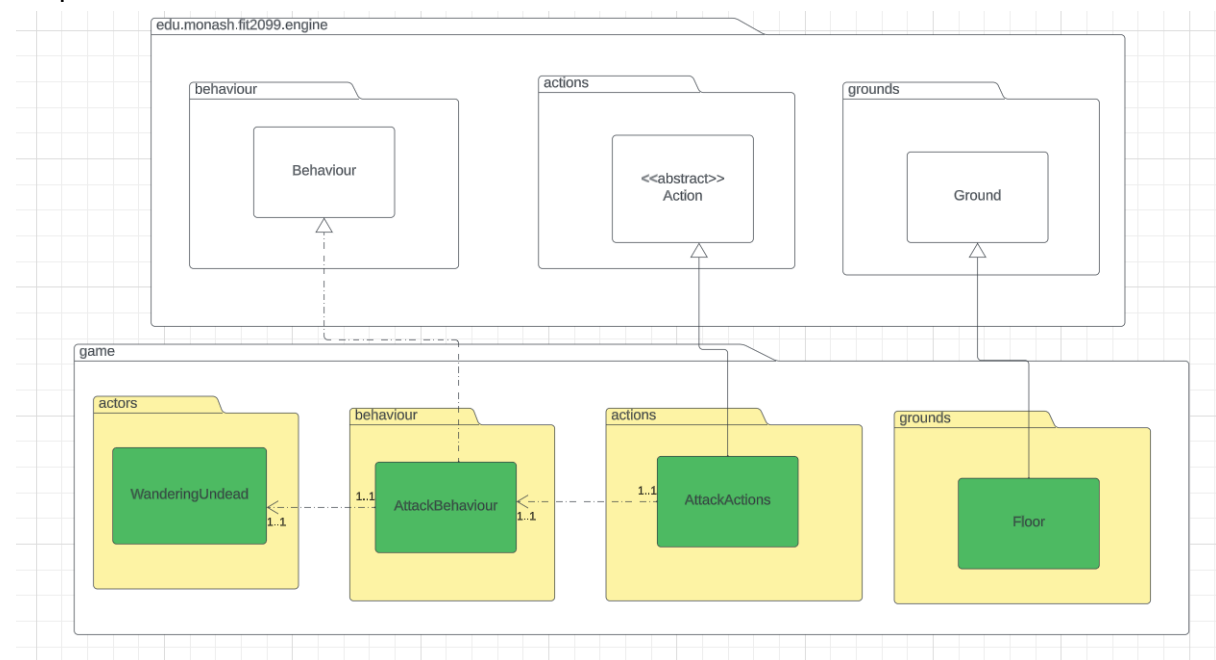 edu.monash.fit2099.engine
behaviour
actions
grounds
Behaviour
<<abstract>>
Action
Ground
game
actors
behaviour
actions
grounds
WanderingUndead
1..1
1..1
AttackBehaviour
1..1
1..1
AttackActions
Floor